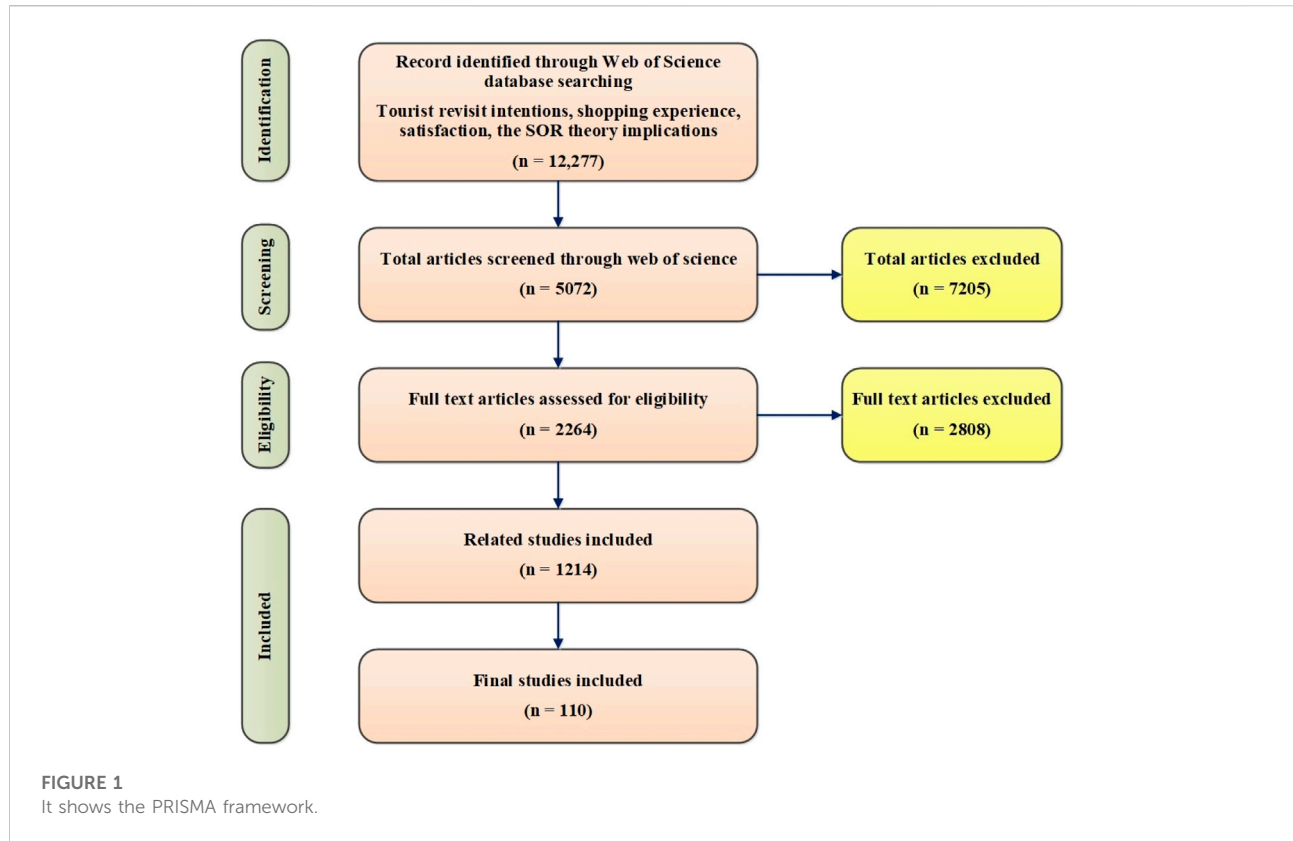 Identification
Record identified through Web of Science
database searching
Tourist revisit intentions, shopping experience,
satisfaction, the SOR theory implications
(n = 12,277)
Screening
Total articles screened through web of science
(n = 5072)
Total articles excluded
(n = 7205)
Eligibility
Full text articles assessed for eligibility
(n = 2264)
Full text articles excluded
(n = 2808)
Included
Related studies included
(n = 1214)
Final studies included
(n = 110)
FIGURE 1
It shows the PRISMA framework.